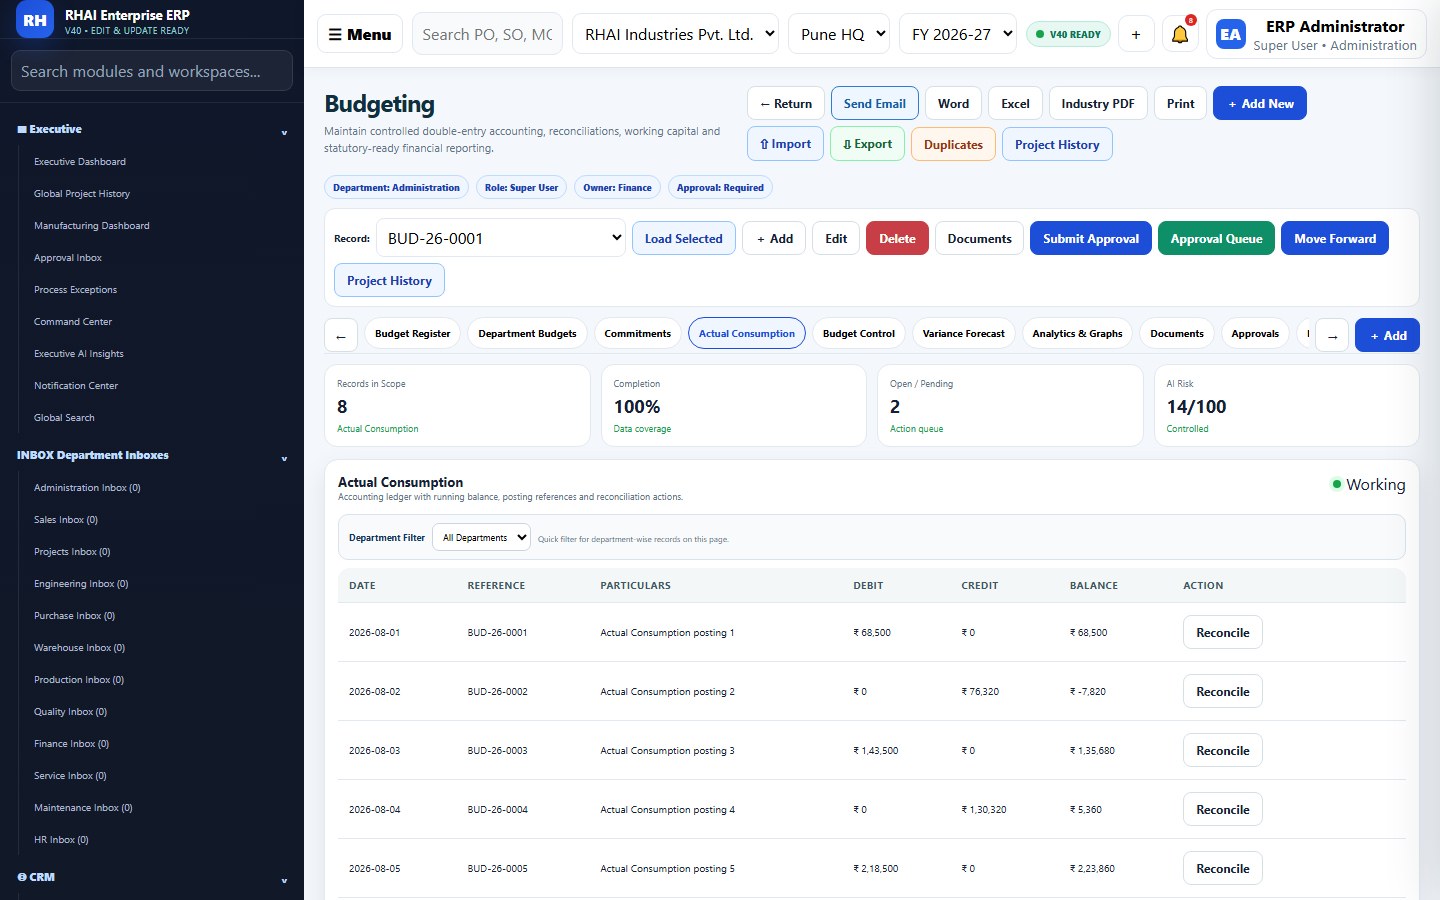 RH
RHAI Enterprise ERP
V40 • EDIT & UPDATE READY
Search modules and workspaces...
Executive
Executive Dashboard
Global Project History
Manufacturing Dashboard
Approval Inbox
Process Exceptions
Command Center
Executive AI Insights
Notification Center
Global Search
INBOX Department Inboxes
Administration Inbox (0)
Sales Inbox (0)
Projects Inbox (0)
Engineering Inbox (0)
Purchase Inbox (0)
Warehouse Inbox (0)
Production Inbox (0)
Quality Inbox (0)
Finance Inbox (0)
Service Inbox (0)
Maintenance Inbox (0)
HR Inbox (0)
CRM
☰ Menu
Search PO, SO, MC
RHAI Industries Pvt. Ltd.
Pune HQ
FY 2026-27
V40 READY
+
8
EA
ERP Administrator
Super User • Administration
Budgeting
Maintain controlled double-entry accounting, reconciliations, working capital and
statutory-ready financial reporting.
← Return
Send Email
Word
Excel
Industry PDF
Print
+ Add New
⇧ Import
⇩ Export
Duplicates
Project History
Department: Administration
Role: Super User
Owner: Finance
Approval: Required
Record:
BUD-26-0001
Load Selected
+ Add
Edit
Delete
Documents
Submit Approval
Approval Queue
Move Forward
Project History
←
Budget Register
Department Budgets
Commitments
Actual Consumption
Budget Control
Variance Forecast
Analytics & Graphs
Documents
Approvals
→
+ Add
Records in Scope
8
Actual Consumption
Completion
100%
Data coverage
Open / Pending
2
Action queue
AI Risk
14/100
Controlled
Actual Consumption
Accounting ledger with running balance, posting references and reconciliation actions.
Working
Department Filter
All Departments
Quick filter for department-wise records on this page.
DATE REFERENCE PARTICULARS DEBIT CREDIT BALANCE ACTION
2026-08-01 BUD-26-0001 Actual Consumption posting 1 ₹ 68,500 ₹ 0 ₹ 68,500 Reconcile
2026-08-02 BUD-26-0002 Actual Consumption posting 2 ₹ 0 ₹ 76,320 ₹ -7,820 Reconcile
2026-08-03 BUD-26-0003 Actual Consumption posting 3 ₹ 1,43,500 ₹ 0 ₹ 1,35,680 Reconcile
2026-08-04 BUD-26-0004 Actual Consumption posting 4 ₹ 0 ₹ 1,30,320 ₹ 5,360 Reconcile
2026-08-05 BUD-26-0005 Actual Consumption posting 5 ₹ 2,18,500 ₹ 0 ₹ 2,23,860 Reconcile